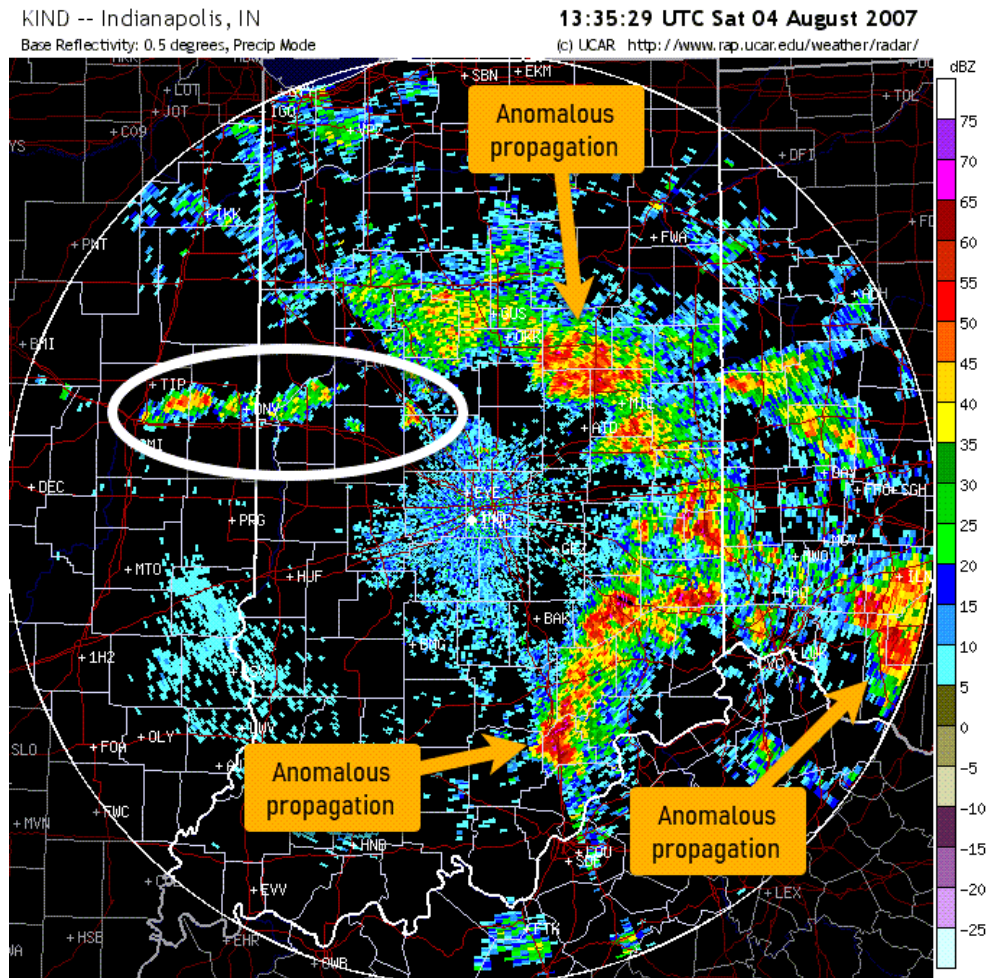 KIND -- Indianapolis, IN
13:35:29 UTC Sat 04 August 2007
Base Reflectivity: 0.5 degrees, Precip Mode
(c) UCAR http://www.rap.ucar.edu/weather/radar/
dBZ
75
70
65
60
55
50
45
40
35
30
25
20
15
10
5
0
-5
-10
-15
-20
-25
Anomalous
propagation
Anomalous
propagation
Anomalous
propagation
+SBN
+EKM
+LOT
+JOT
+C09
IGQ
+TOL
+DFI
+IKK
+PNT
+FWA
+GUS
+BMI
+TIP
+DNV
MIE
+AID
+DEC
+EYE
+PRG
+MTO
+HUF
+BAK
+1H2
+OLY
+FOA
SLO
+FWC
+MVN
+HNB
+EVV
+SDF
+LEX
+HSB
+EHR
+OWB
+FTK